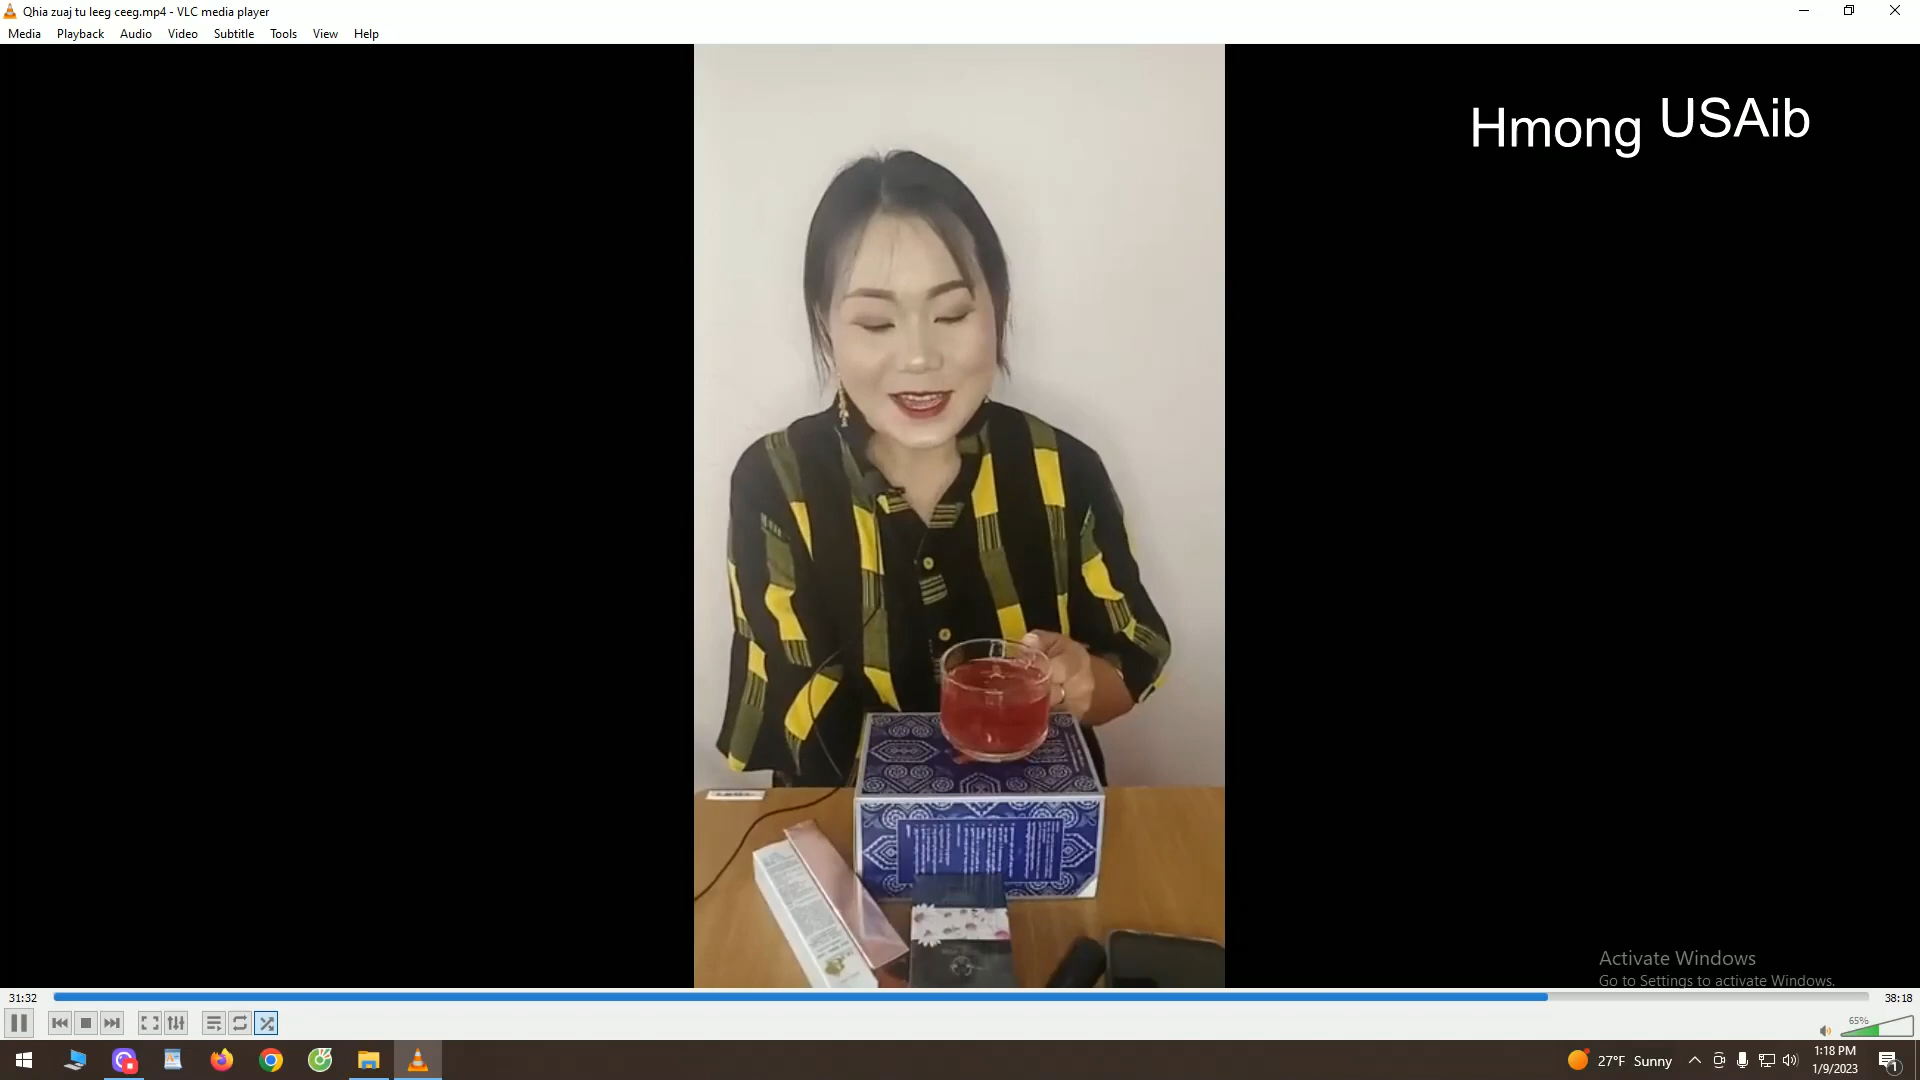 Qhia zuaj tu leeg ceeg.mp4 - VLC media player
Media Playback Audio Video Subtitle Tools View Help
Hmong USAib
Activate Windows
Go to Settings to activate Windows.
31:32
38:18
65%
27°F Sunny
1:18 PM
1/9/2023
1